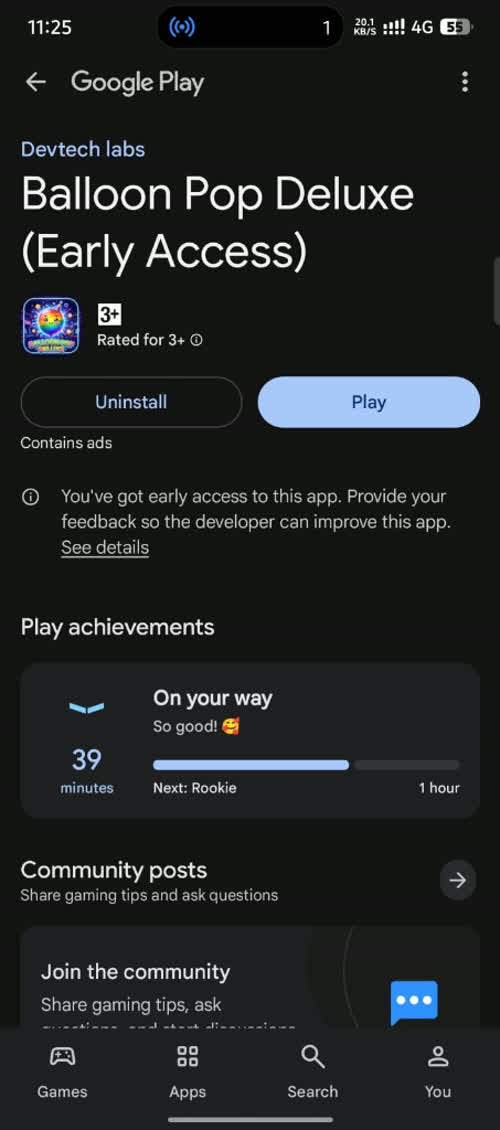 11:25
1
20.1
KB/S
4G
55
Google Play
Devtech labs
Balloon Pop Deluxe
(Early Access)
3+
Rated for 3+
Uninstall
Play
Contains ads
You've got early access to this app. Provide your
feedback so the developer can improve this app.
See details
Play achievements
On your way
So good! 🥰
39
minutes
Next: Rookie
1 hour
Community posts
Share gaming tips and ask questions
Join the community
Share gaming tips, ask
questions, and start discussions
Games
Apps
Search
You